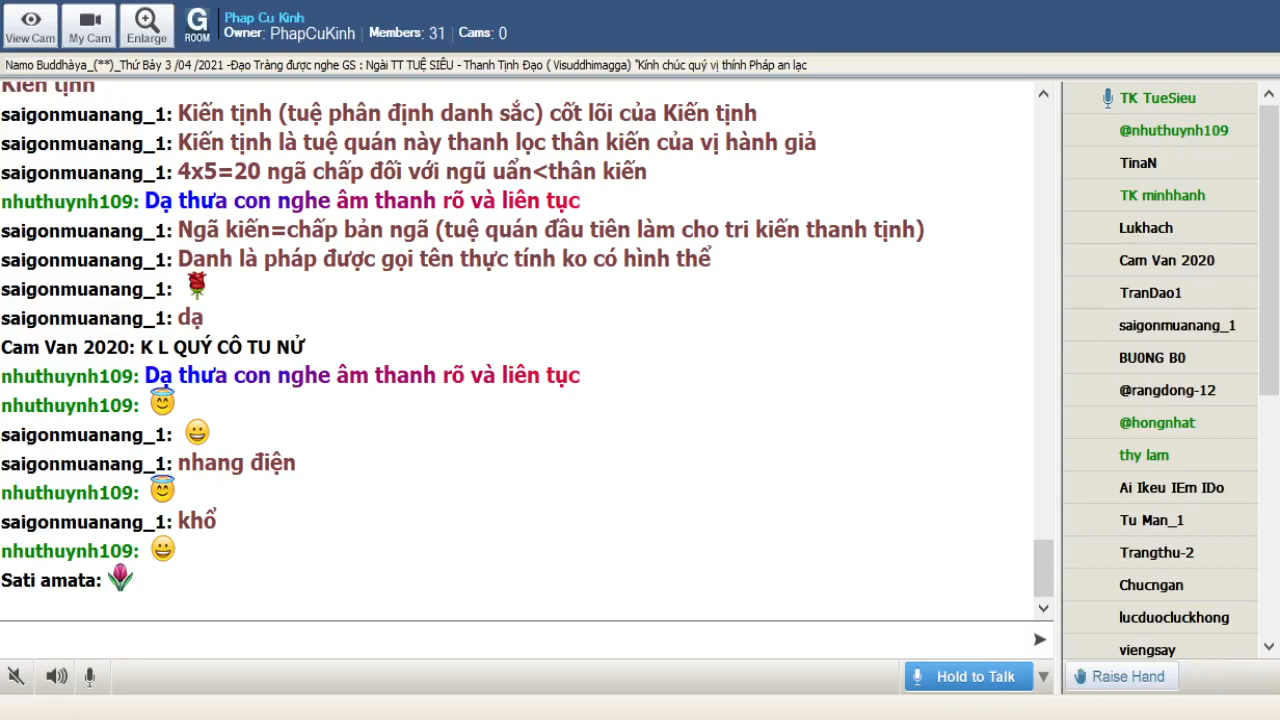 View Cam
My Cam
Enlarge
G
ROOM
Phap Cu Kinh
Owner: PhapCuKinh | Members: 31 | Cams: 0
Namo Buddhàya_(**)_Thứ Bảy 3 /04 /2021 -Đạo Tràng được nghe GS : Ngài TT TUỆ SIÊU - Thanh Tịnh Đạo ( Visuddhimagga) "Kính chúc quý vị thính Pháp an lạc
Kiến tịnh
saigonmuanang_1: Kiến tịnh (tuệ phân định danh sắc) cốt lõi của Kiến tịnh
saigonmuanang_1: Kiến tịnh là tuệ quán này thanh lọc thân kiến của vị hành giả
saigonmuanang_1: 4x5=20 ngã chấp đối với ngũ uẩn<thân kiến
nhuthuynh109: Dạ thưa con nghe âm thanh rõ và liên tục
saigonmuanang_1: Ngã kiến=chấp bản ngã (tuệ quán đầu tiên làm cho tri kiến thanh tịnh)
saigonmuanang_1: Danh là pháp được gọi tên thực tính ko có hình thể
saigonmuanang_1:
saigonmuanang_1: dạ
Cam Van 2020: K L QUÝ CÔ TU NỬ
nhuthuynh109: Dạ thưa con nghe âm thanh rõ và liên tục
nhuthuynh109:
saigonmuanang_1:
saigonmuanang_1: nhang điện
nhuthuynh109:
saigonmuanang_1: khổ
nhuthuynh109:
Sati amata:
TK TueSieu
@nhuthuynh109
TinaN
TK minhhanh
Lukhach
Cam Van 2020
TranDao1
saigonmuanang_1
BU0NG B0
@rangdong-12
@hongnhat
thy lam
Ai Ikeu IEm IDo
Tu Man_1
Trangthu-2
Chucngan
lucduocluckhong
viengsay
Hold to Talk
Raise Hand